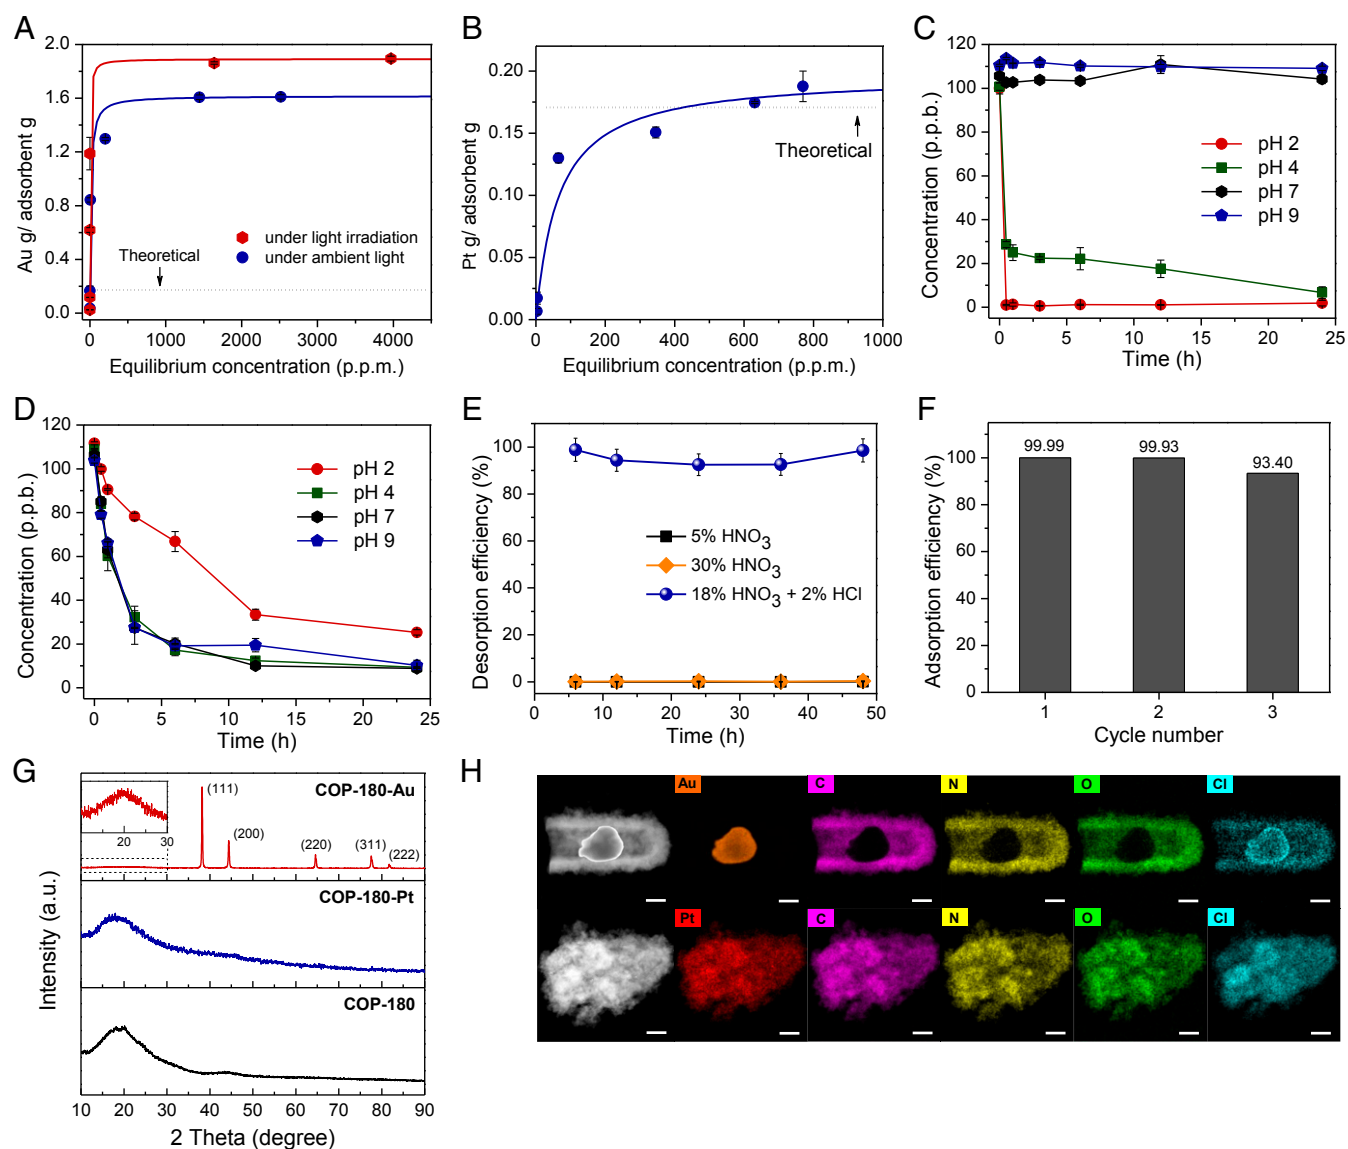 A
Au g/ adsorbent g
2.0
1.6
1.2
0.8
0.4
0.0
Theoretical
under light irradiation
under ambient light
0 1000 2000 3000 4000
Equilibrium concentration (p.p.m.)
B
Pt g/ adsorbent g
0.20
0.15
0.10
0.05
0.00
Theoretical
0 200 400 600 800 1000
Equilibrium concentration (p.p.m.)
C
Concentration (p.p.b.)
120
100
80
60
40
20
0
pH 2
pH 4
pH 7
pH 9
0 5 10 15 20 25
Time (h)
D
Concentration (p.p.b.)
120
100
80
60
40
20
0
pH 2
pH 4
pH 7
pH 9
0 5 10 15 20 25
Time (h)
E
Desorption efficiency (%)
100
80
60
40
20
0
5% HNO3
30% HNO3
18% HNO3 + 2% HCl
0 10 20 30 40 50
Time (h)
F
Adsorption efficiency (%)
100
80
60
40
20
0
99.99 99.93 93.40
1 2 3
Cycle number
G
Intensity (a.u.)
20 30
(111)
(200)
(220)
(311)
(222)
COP-180-Au
COP-180-Pt
COP-180
10 20 30 40 50 60 70 80 90
2 Theta (degree)
H
Au C N O Cl
Pt C N O Cl